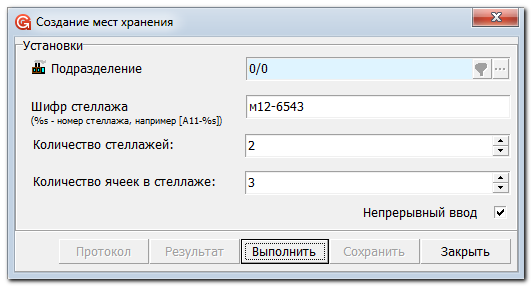 Создание мест хранения
Установки
Подразделение 0/0
Шифр стеллажа м12-6543
(%s - номер стеллажа, например [A11-%s])
Количество стеллажей: 2
Количество ячеек в стеллаже: 3
Непрерывный ввод
Протокол Результат Выполнить Сохранить Закрыть